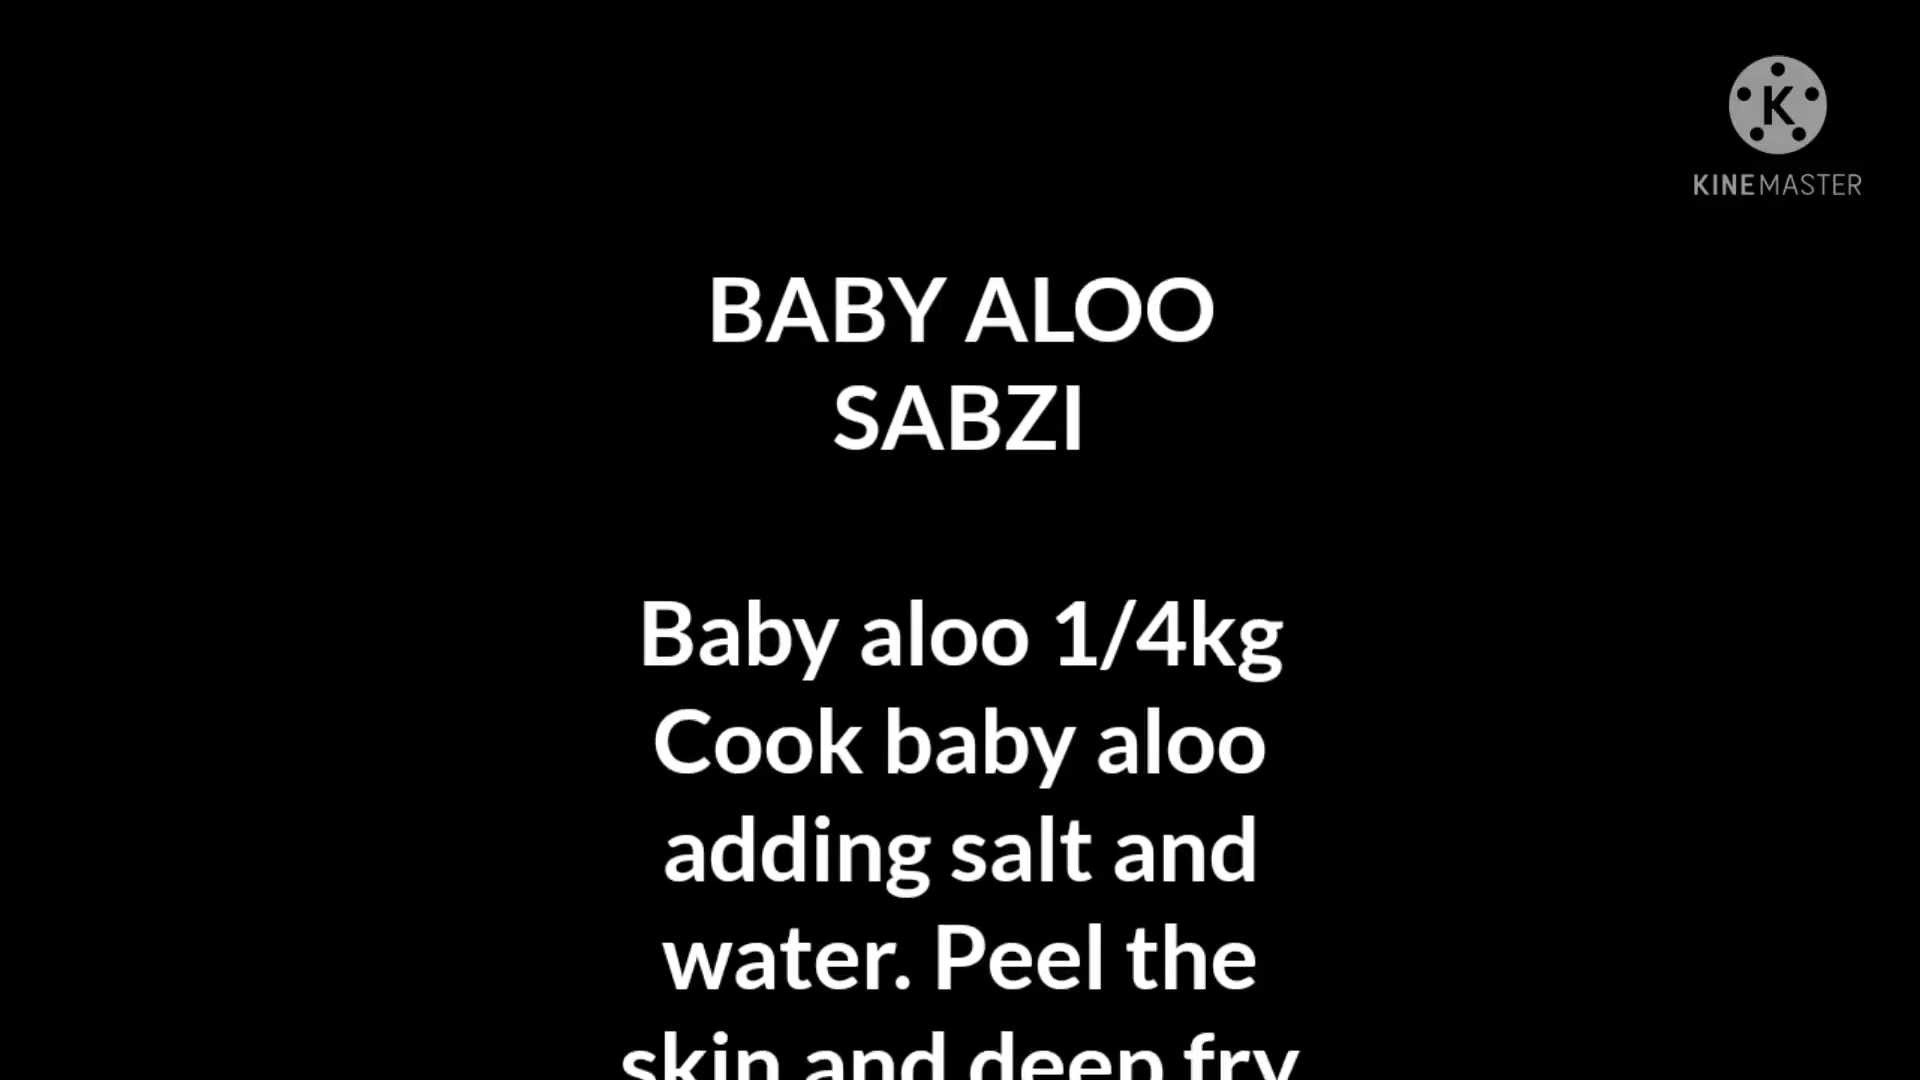 KINEMASTER
BABY ALOO
SABZI
Baby aloo 1/4kg
Cook baby aloo
adding salt and
water. Peel the
skin and deep fry